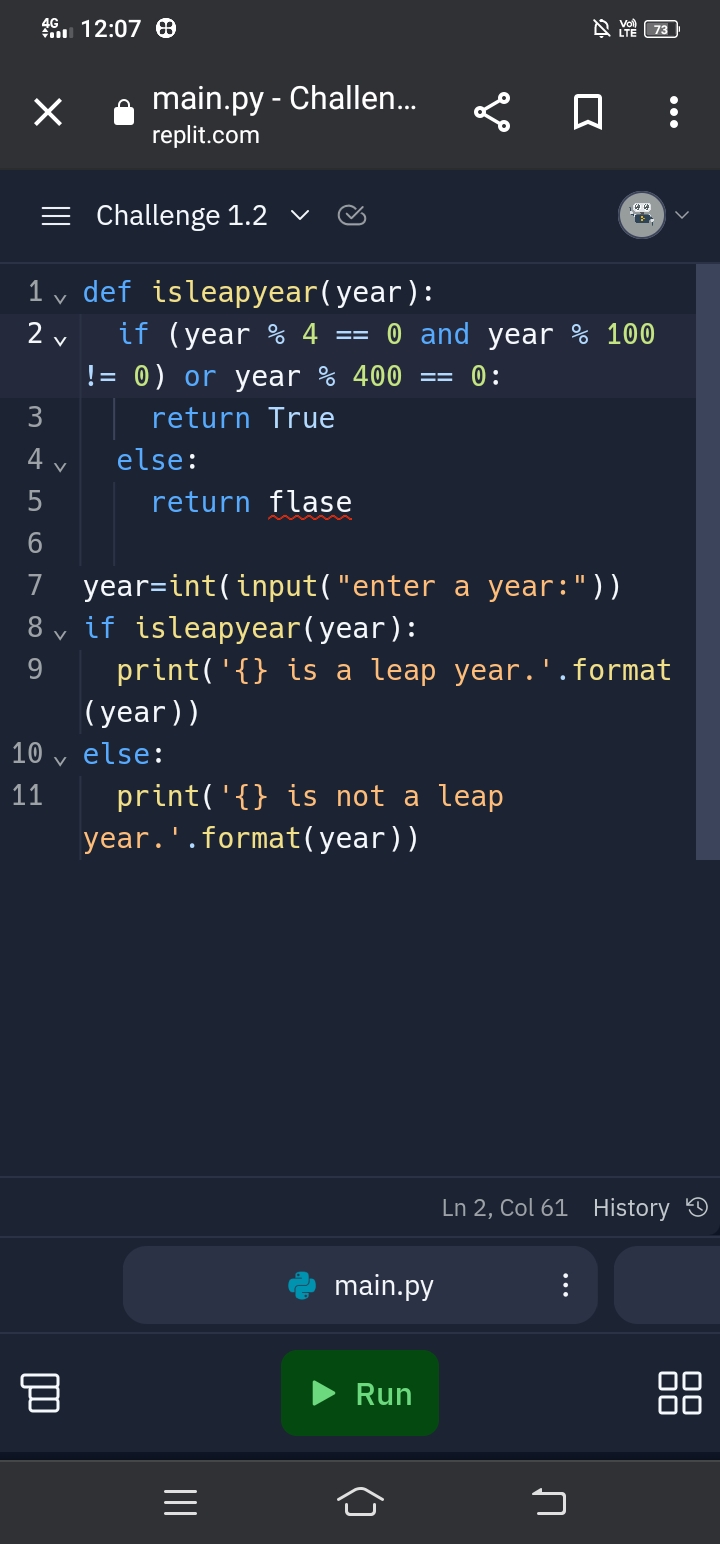 4G 12:07 Vo) LTE 73
main.py - Challen...
replit.com
Challenge 1.2
1 def isleapyear(year):
2 if (year % 4 == 0 and year % 100
!= 0) or year % 400 == 0:
3 return True
4 else:
5 return flase
6
7 year=int(input("enter a year:"))
8 if isleapyear(year):
9 print('{} is a leap year.'.format
(year))
10 else:
11 print('{} is not a leap
year.'.format(year))
Ln 2, Col 61 History
main.py
Run